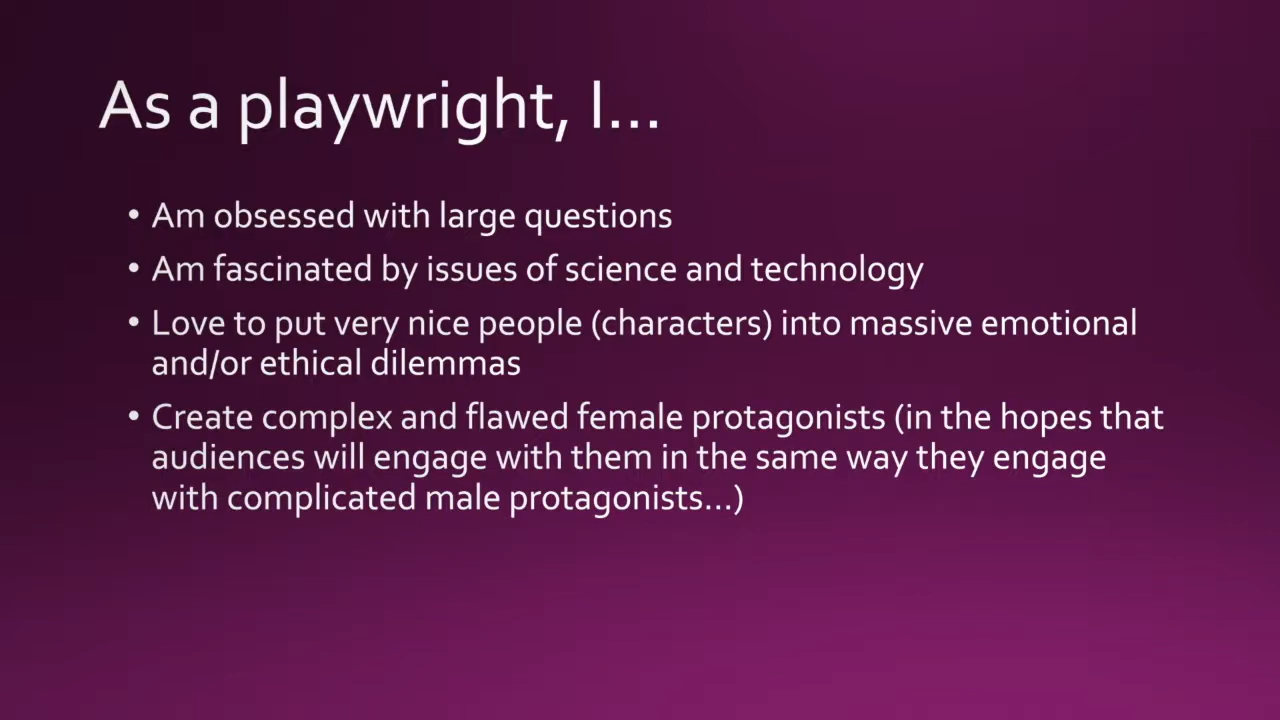 As a playwright, I...
• Am obsessed with large questions
• Am fascinated by issues of science and technology
• Love to put very nice people (characters) into massive emotional
and/or ethical dilemmas
• Create complex and flawed female protagonists (in the hopes that
audiences will engage with them in the same way they engage
with complicated male protagonists...)